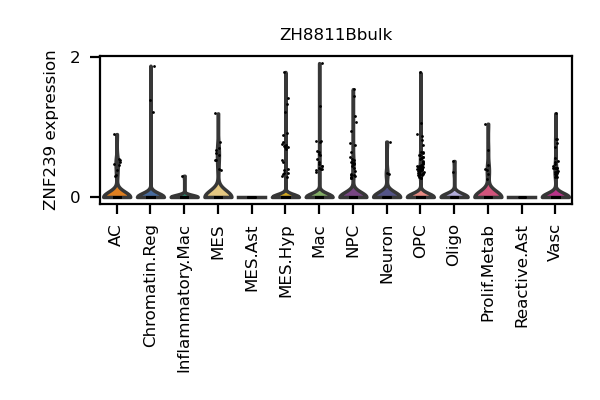 ZH8811Bbulk
ZNF239 expression
2
0
AC
Chromatin.Reg
Inflammatory.Mac
MES
MES.Ast
MES.Hyp
Mac
NPC
Neuron
OPC
Oligo
Prolif.Metab
Reactive.Ast
Vasc